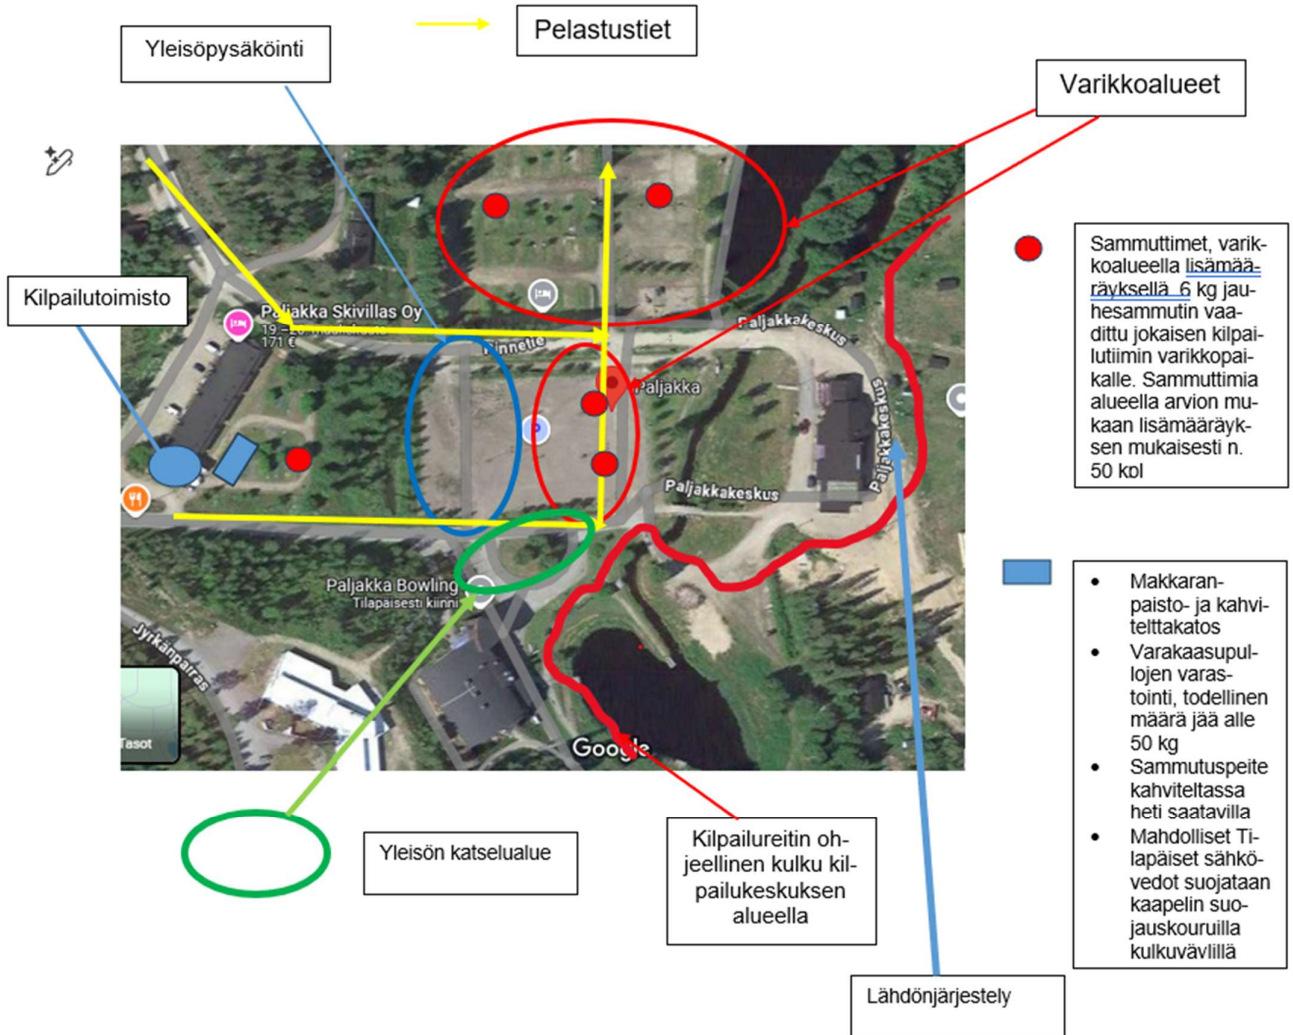 Pelastustiet
Yleisöpysäköinti
Varikkoalueet
Kilpailutoimisto
Paljakka Skivillas Oy
171 €
Rinnetie
Paljakkakeskus
Paljakka
Paljakkakeskus
Paljakkakeskus
Paljakka Bowling
Tilapäisesti kiinni
Jyrkänpairas
Tasot
Google
Sammuttimet, varik-
koalueella lisämää-
räyksellä 6 kg jau-
hesammutin vaa-
dittu jokaisen kilpai-
lutiimin varikkopai-
kalle. Sammuttimia
alueella arvion mu-
kaan lisämääräyk-
sen mukaisesti n.
50 kpl
• Makkaran-
paisto- ja kahvi-
telttakatos
• Varakaasupul-
lojen varas-
tointi, todellinen
määrä jää alle
50 kg
• Sammutuspeite
kahviteltassa
heti saatavilla
• Mahdolliset Ti-
lapäiset sähkö-
vedot suojataan
kaapelin suo-
jauskouruilla
kulkuvävlillä
Yleisön katselualue
Kilpailureitin oh-
jeellinen kulku kil-
pailukeskuksen
alueella
Lähdönjärjestely